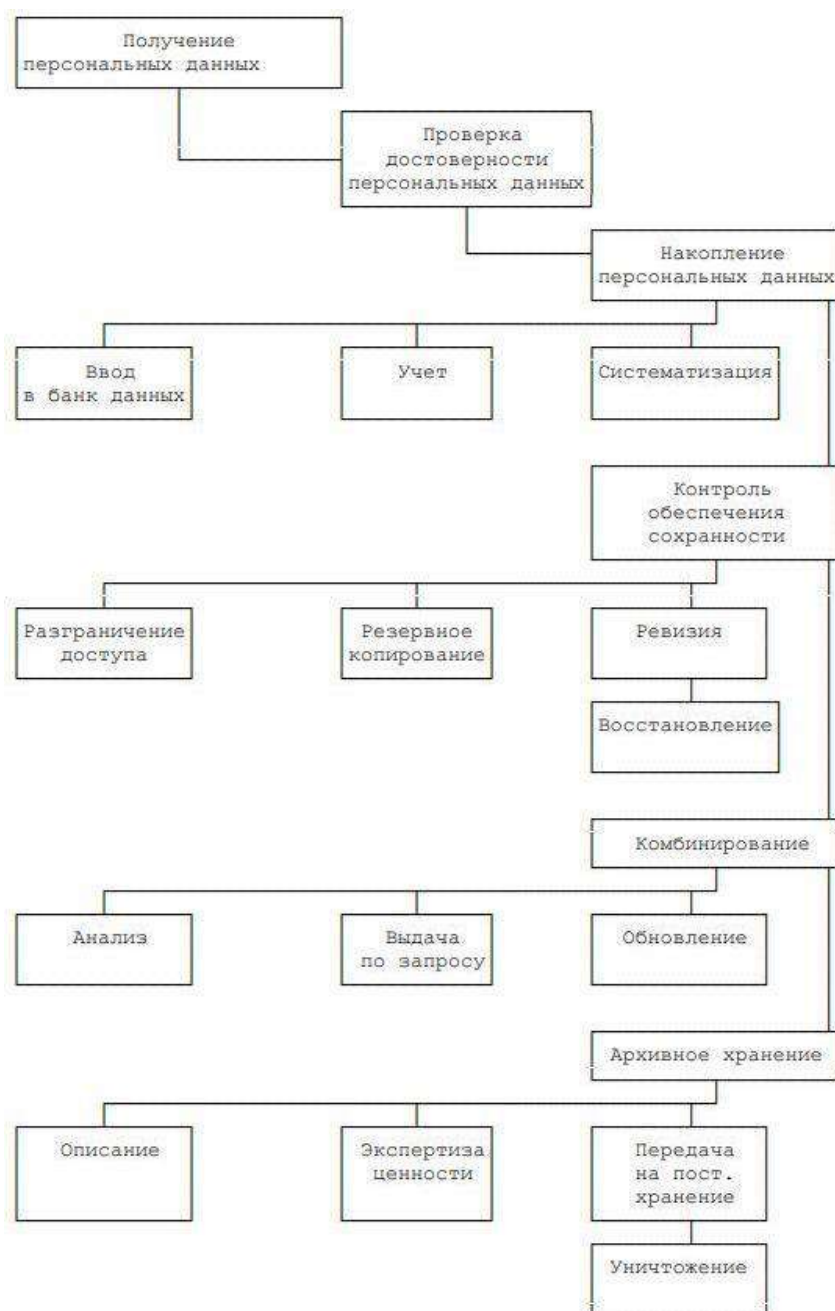 Получение
персональных данных
Проверка
достоверности
персональных данных
Накопление
персональных данных
Ввод
в банк данных
Учет
Систематизация
Контроль
обеспечения
сохранности
Разграничение
доступа
Резервное
копирование
Ревизия
Восстановление
Комбинирование
Анализ
Выдача
по запросу
Обновление
Архивное хранение
Описание
Экспертиза
ценности
Передача
на пост.
хранение
Уничтожение